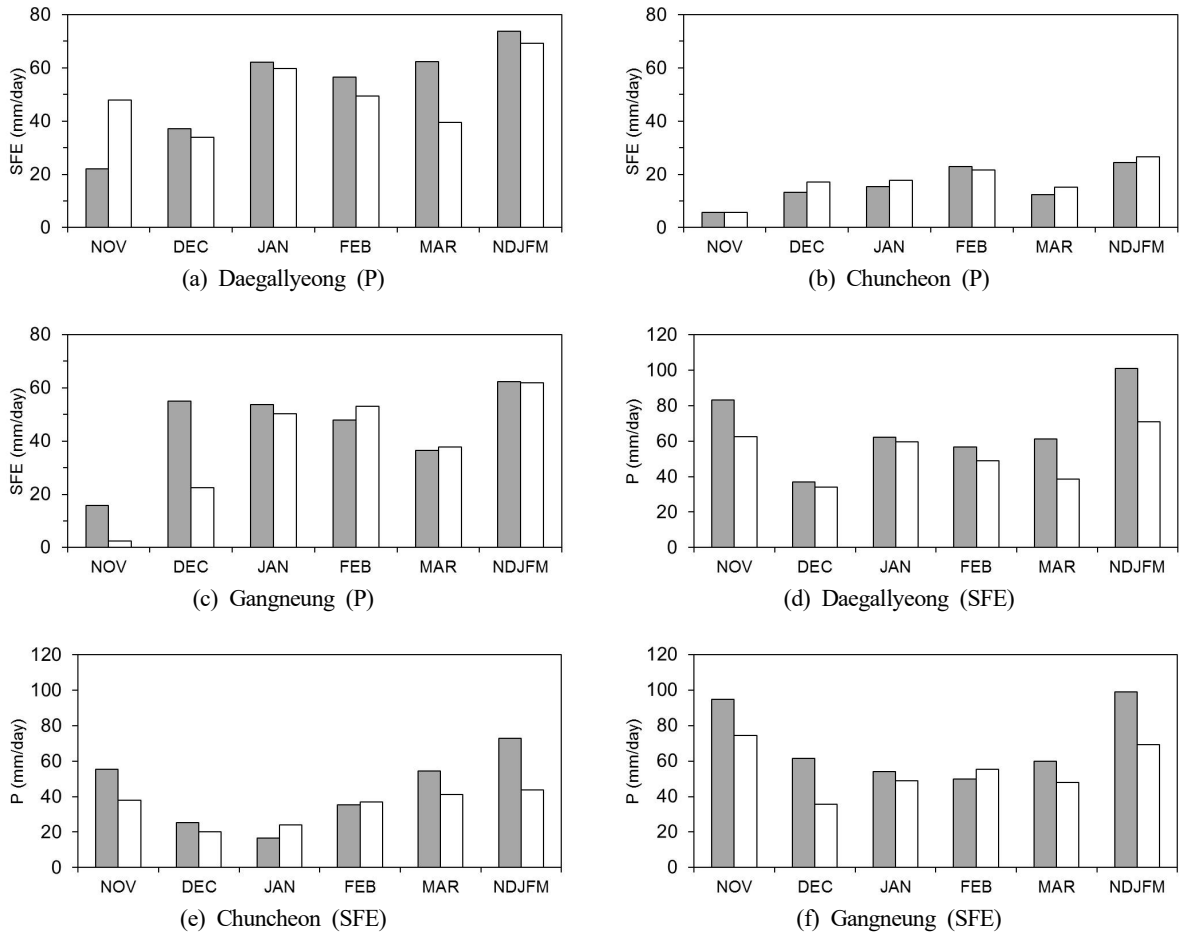 80
60
40
20
0
SFE (mm/day)
NOV DEC JAN FEB MAR NDJFM
(a) Daegallyeong (P)
80
60
40
20
0
SFE (mm/day)
NOV DEC JAN FEB MAR NDJFM
(b) Chuncheon (P)
80
60
40
20
0
SFE (mm/day)
NOV DEC JAN FEB MAR NDJFM
(c) Gangneung (P)
120
100
80
60
40
20
0
P (mm/day)
NOV DEC JAN FEB MAR NDJFM
(d) Daegallyeong (SFE)
120
100
80
60
40
20
0
P (mm/day)
NOV DEC JAN FEB MAR NDJFM
(e) Chuncheon (SFE)
120
100
80
60
40
20
0
P (mm/day)
NOV DEC JAN FEB MAR NDJFM
(f) Gangneung (SFE)